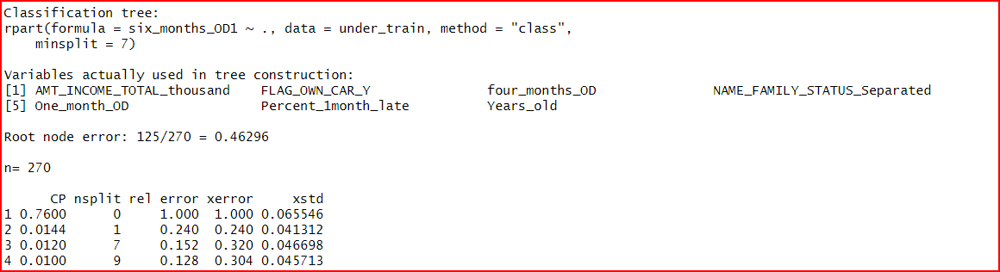 Classification tree:
rpart(formula = six_months_OD1 ~ ., data = under_train, method = "class",
    minsplit = 7)

Variables actually used in tree construction:
[1] AMT_INCOME_TOTAL_thousand    FLAG_OWN_CAR_Y               four_months_OD               NAME_FAMILY_STATUS_Separated
[5] One_month_OD                 Percent_1month_late          Years_old

Root node error: 125/270 = 0.46296

n= 270

      CP nsplit rel error xerror     xstd
1 0.7600      0     1.000  1.000 0.065546
2 0.0144      1     0.240  0.240 0.041312
3 0.0120      7     0.152  0.320 0.046698
4 0.0100      9     0.128  0.304 0.045713